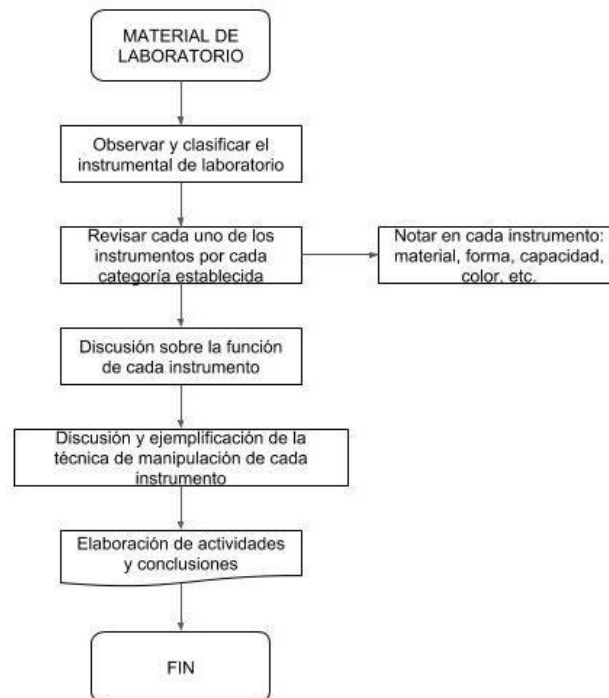 MATERIAL DE
LABORATORIO
Observar y clasificar el
instrumental de laboratorio
Revisar cada uno de los
instrumentos por cada
categoría establecida
Notar en cada instrumento:
material, forma, capacidad,
color, etc.
Discusión sobre la función
de cada instrumento
Discusión y ejemplificación de la
técnica de manipulación de cada
instrumento
Elaboración de actividades
y conclusiones
FIN